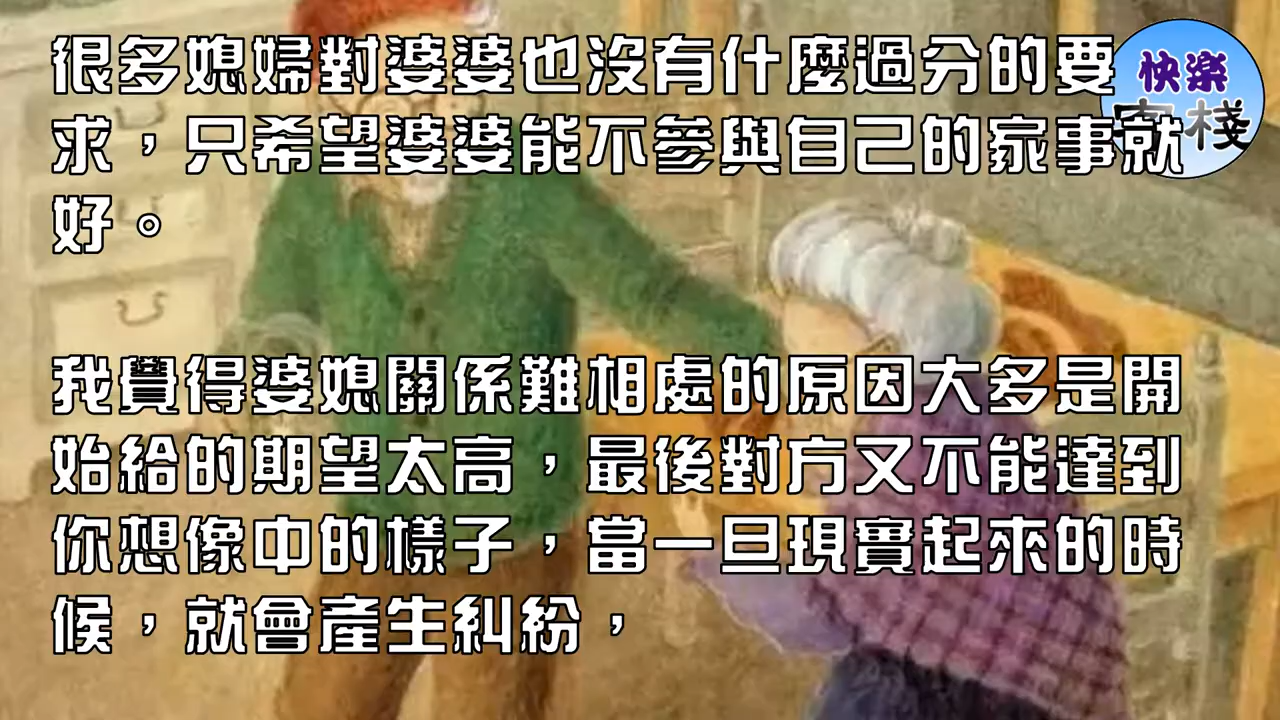 很多媳婦對婆婆也沒有什麼過分的要
求，只希望婆婆能不參與自己的家事就
好。
我覺得婆媳關係難相處的原因大多是開
始給的期望太高，最後對方又不能達到
你想像中的樣子，當一旦現實起來的時
候，就會產生糾紛，
快樂
客棧